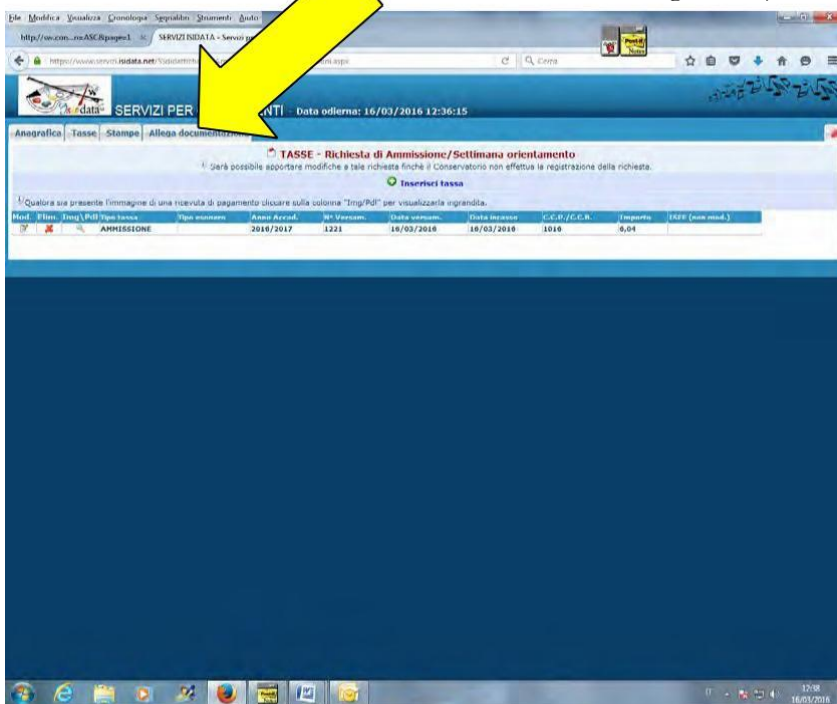 File Modifica Visualizza Cronologia Segnalibri Strumenti Aiuto
SERVIZI ISIDATA - Servizi
Cerca
Post-it
Notes
SERVIZI PER
ENTI - Data odierna: 16/03/2016 12:36:15
Anagrafica Tasse Stampe Allega documentazione
TASSE - Richiesta di Ammissione/Settimana orientamento
Sarà possibile apportare modifiche a tale richiesta finchè il Conservatorio non effettua la registrazione della richiesta.
Inserisci tassa
Qualora sia presente l'immagine di una ricevuta di pagamento cliccare sulla colonna "Img/Pdf" per visualizzarla ingrandita.
Mod. Elim. Img\Pdf Tipo tassa Tipo esonero Anno Accad. N° Versam. Data versam. Data incasso C.C.P./C.C.B. Importo ISEE (non mod.)
AMMISSIONE 2016/2017 1221 16/03/2016 16/03/2016 1016 6,04
12:38
16/03/2016